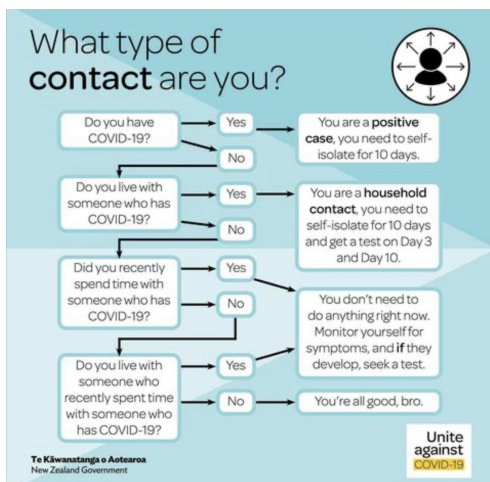 What type of
contact are you?
Do you have
COVID-19?
Yes
You are a positive
case, you need to self-
isolate for 10 days.
No
Do you live with
someone who has
COVID-19?
Yes
You are a household
contact, you need to
self-isolate for 10 days
and get a test on Day 3
and Day 10.
No
Did you recently
spend time with
someone who has
COVID-19?
Yes
No
You don't need to
do anything right now.
Monitor yourself for
symptoms, and if they
develop, seek a test.
Do you live with
someone who
recently spent time
with someone who
has COVID-19?
Yes
No
You're all good, bro.
Te Kāwanatanga o Aotearoa
New Zealand Government
Unite
against
COVID-19